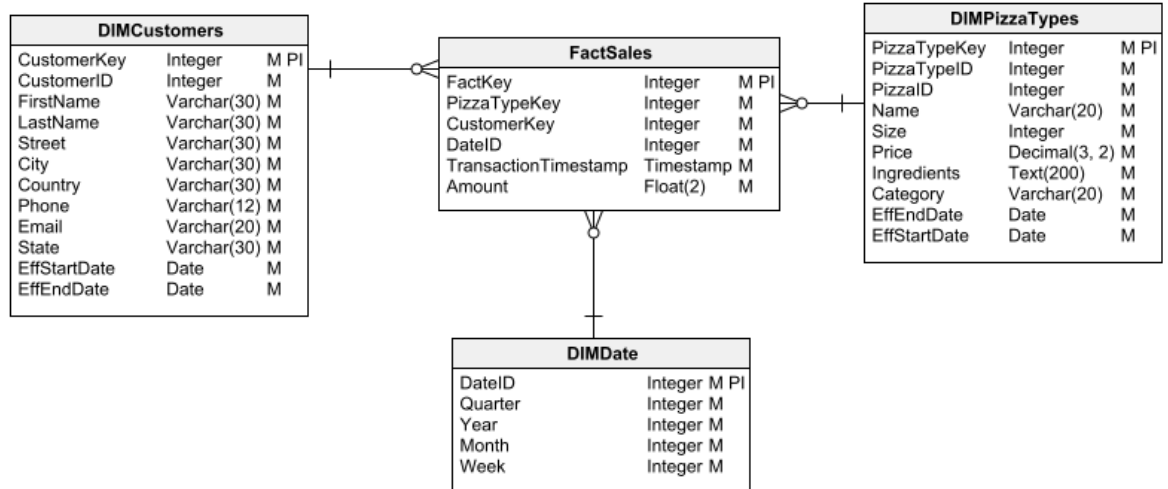 DIMCustomers
CustomerKey Integer M PI
CustomerID Integer M
FirstName Varchar(30) M
LastName Varchar(30) M
Street Varchar(30) M
City Varchar(30) M
Country Varchar(30) M
Phone Varchar(12) M
Email Varchar(20) M
State Varchar(30) M
EffStartDate Date M
EffEndDate Date M
FactSales
FactKey Integer M PI
PizzaTypeKey Integer M
CustomerKey Integer M
DateID Integer M
TransactionTimestamp Timestamp M
Amount Float(2) M
DIMPizzaTypes
PizzaTypeKey Integer M PI
PizzaTypeID Integer M
PizzaID Integer M
Name Varchar(20) M
Size Integer M
Price Decimal(3, 2) M
Ingredients Text(200) M
Category Varchar(20) M
EffEndDate Date M
EffStartDate Date M
DIMDate
DateID Integer M PI
Quarter Integer M
Year Integer M
Month Integer M
Week Integer M